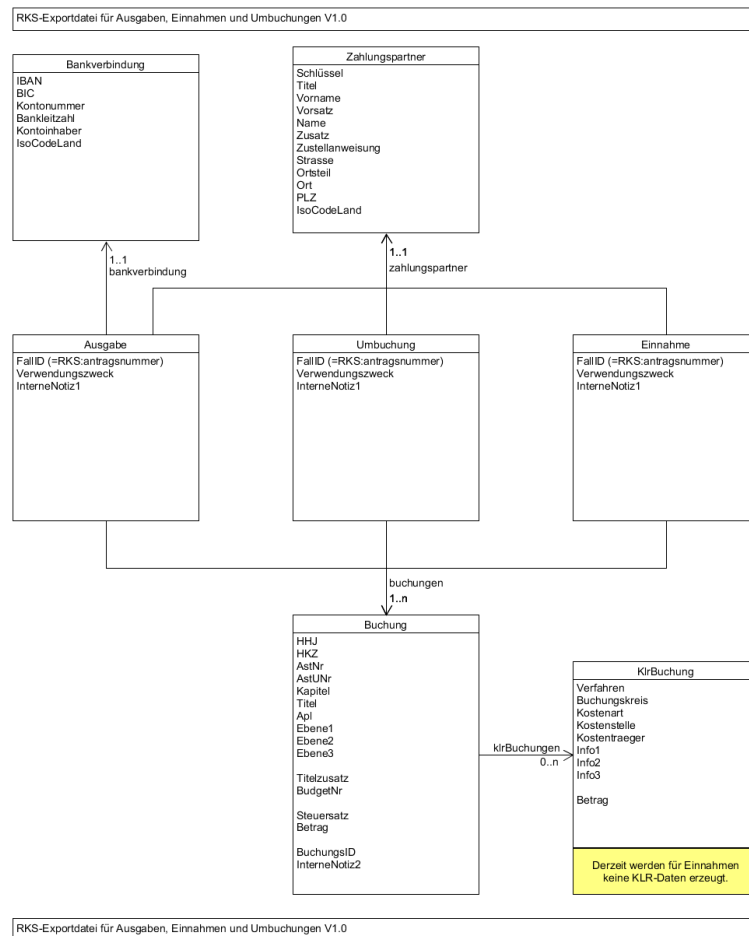 RKS-Exportdatei für Ausgaben, Einnahmen und Umbuchungen V1.0
Bankverbindung
IBAN
BIC
Kontonummer
Bankleitzahl
Kontoinhaber
IsoCodeLand
Zahlungspartner
Schlüssel
Titel
Vorname
Vorsatz
Name
Zusatz
Zustellanweisung
Strasse
Ortsteil
Ort
PLZ
IsoCodeLand
1..1
bankverbindung
1..1
zahlungspartner
Ausgabe
FallID (=RKS:antragsnummer)
Verwendungszweck
InterneNotiz1
Umbuchung
FallID (=RKS:antragsnummer)
Verwendungszweck
InterneNotiz1
Einnahme
FallID (=RKS:antragsnummer)
Verwendungszweck
InterneNotiz1
buchungen
1..n
Buchung
HHJ
HKZ
AstNr
AstUNr
Kapitel
Titel
Apl
Ebene1
Ebene2
Ebene3
Titelzusatz
BudgetNr
Steuersatz
Betrag
BuchungsID
InterneNotiz2
klrBuchungen
0..n
KlrBuchung
Verfahren
Buchungskreis
Kostenart
Kostenstelle
Kostentraeger
Info1
Info2
Info3
Betrag
Derzeit werden für Einnahmen
keine KLR-Daten erzeugt.
RKS-Exportdatei für Ausgaben, Einnahmen und Umbuchungen V1.0